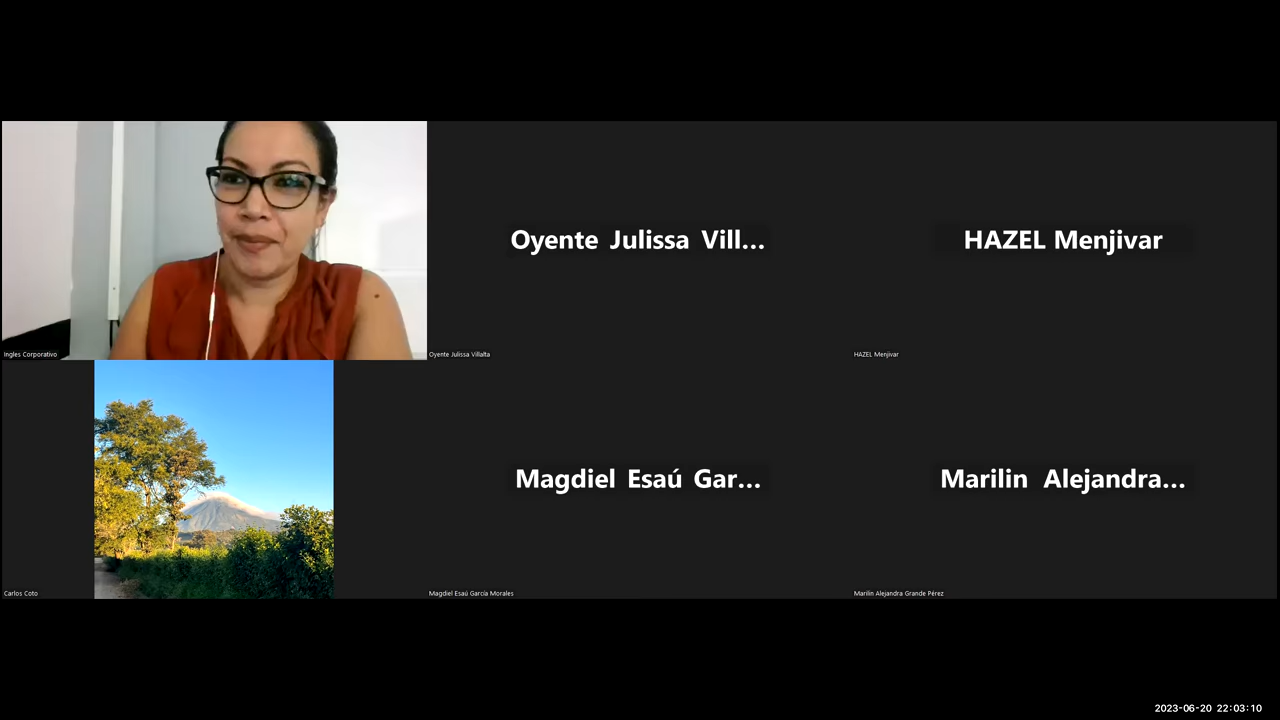 Oyente Julissa Vill...
HAZEL Menjivar
Ingles Corporativo
Oyente Julissa Villalta
HAZEL Menjivar
Magdiel Esaú Gar...
Marilin Alejandra...
Carlos Coto
Magdiel Esaú García Morales
Marilin Alejandra Grande Pérez
2023-06-20 22:03:10